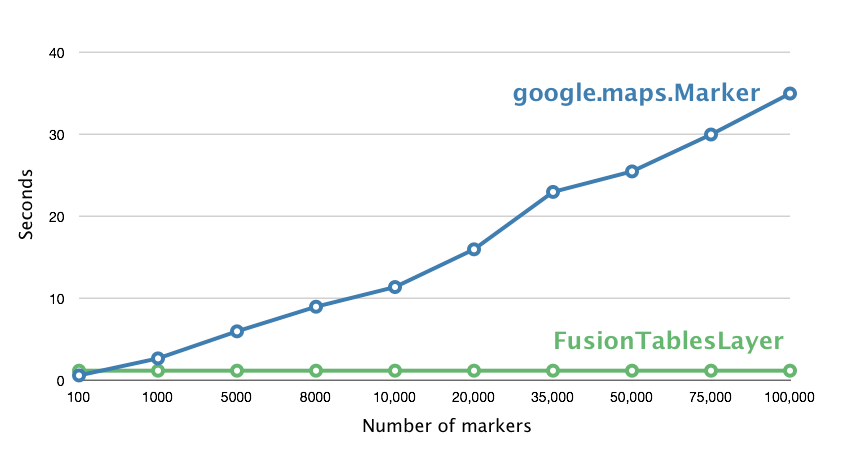 40
google.maps.Marker
30
Seconds
20
10
FusionTablesLayer
0
100 1000 5000 8000 10,000 20,000 35,000 50,000 75,000 100,000
Number of markers